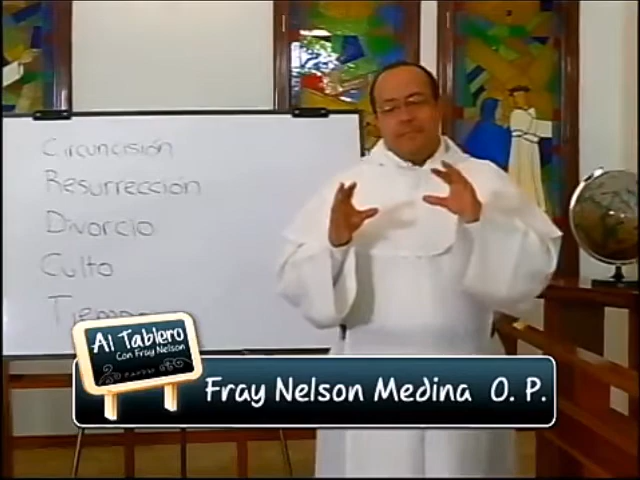 Circuncisión
Resurrección
Divorcio
Culto
Al Tablero
Con Fray Nelson
Fray Nelson Medina O. P.